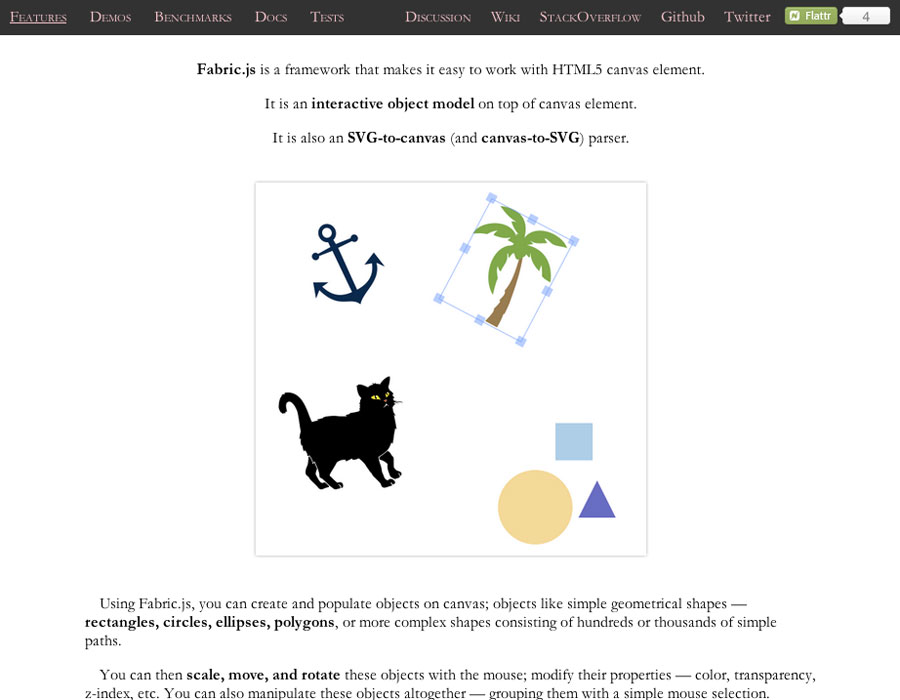 Features Demos Benchmarks Docs Tests Discussion Wiki StackOverflow Github Twitter Flattr 4
Fabric.js is a framework that makes it easy to work with HTML5 canvas element.
It is an interactive object model on top of canvas element.
It is also an SVG-to-canvas (and canvas-to-SVG) parser.
Using Fabric.js, you can create and populate objects on canvas; objects like simple geometrical shapes —
rectangles, circles, ellipses, polygons, or more complex shapes consisting of hundreds or thousands of simple
paths.
You can then scale, move, and rotate these objects with the mouse; modify their properties — color, transparency,
z-index, etc. You can also manipulate these objects altogether — grouping them with a simple mouse selection.